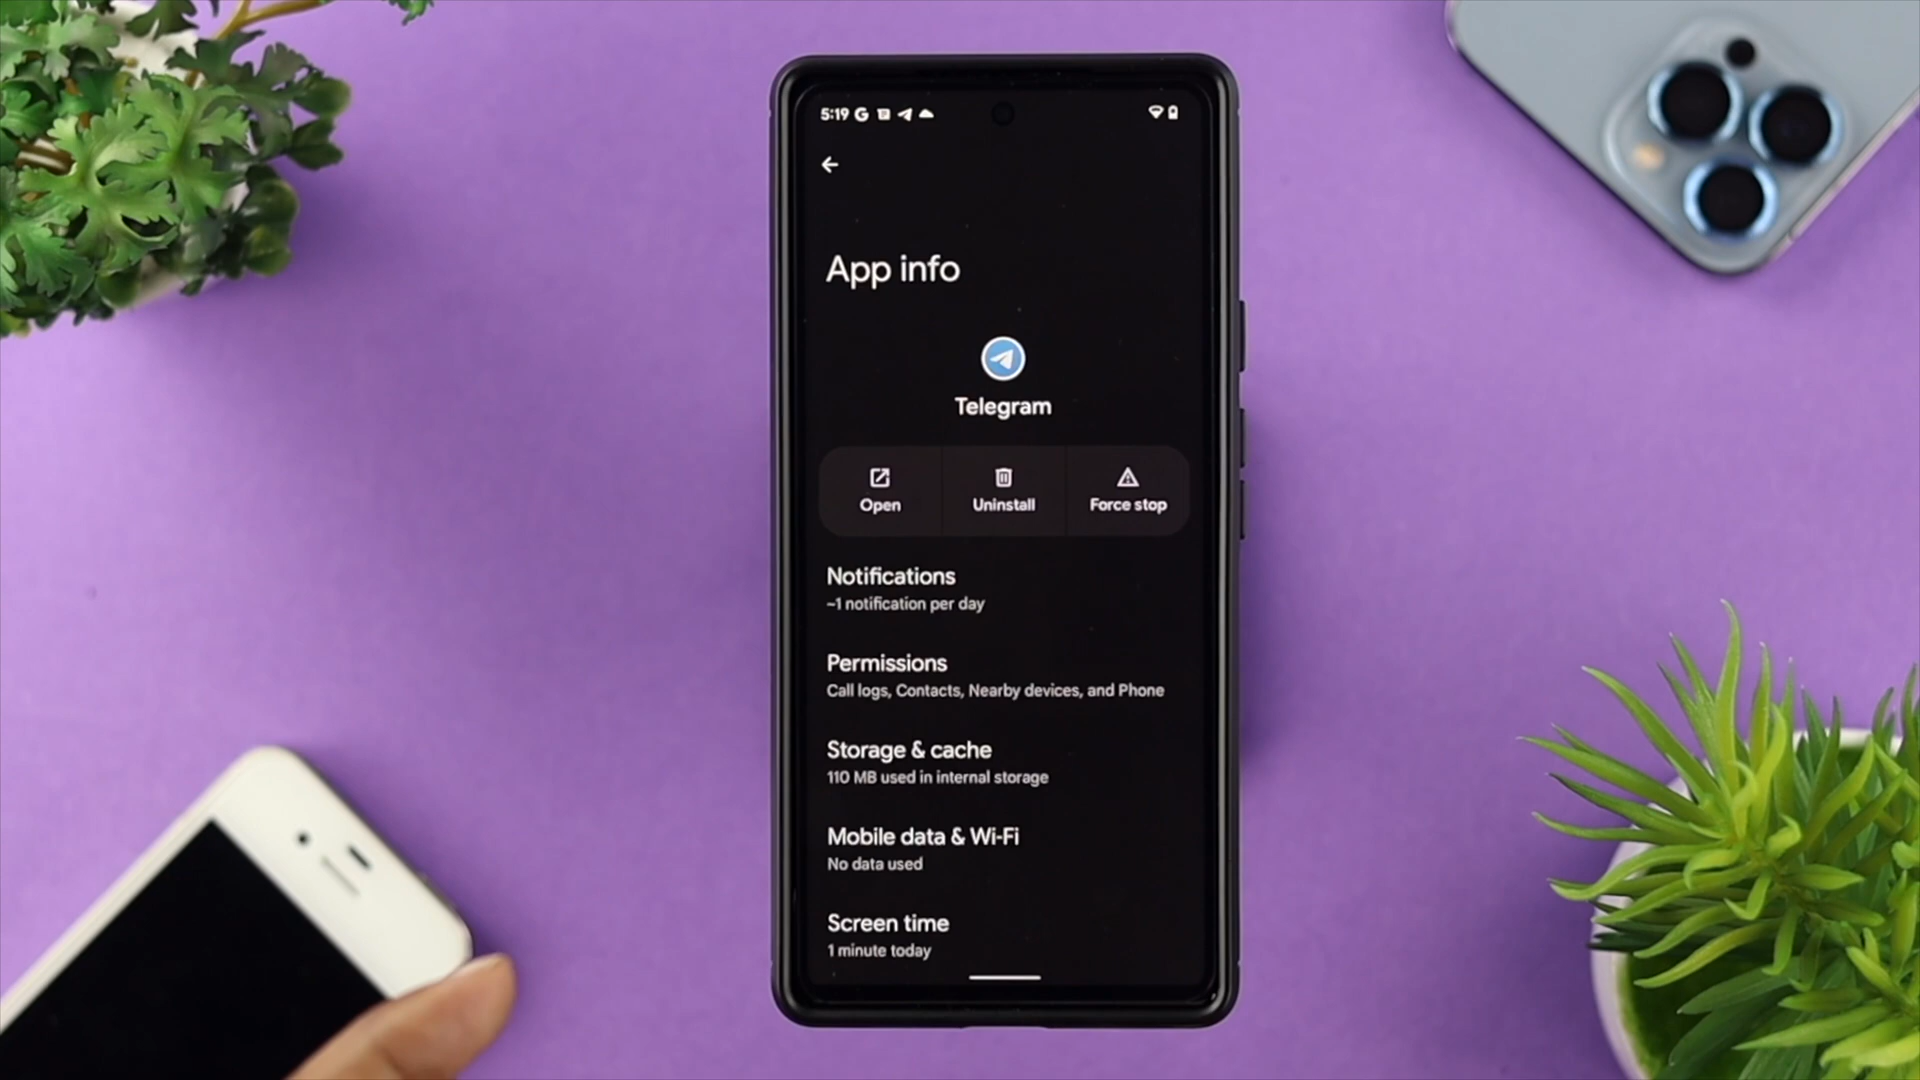 5:19
App info
Telegram
Open Uninstall Force stop
Notifications
~1 notification per day
Permissions
Call logs, Contacts, Nearby devices, and Phone
Storage & cache
110 MB used in internal storage
Mobile data & Wi-Fi
No data used
Screen time
1 minute today